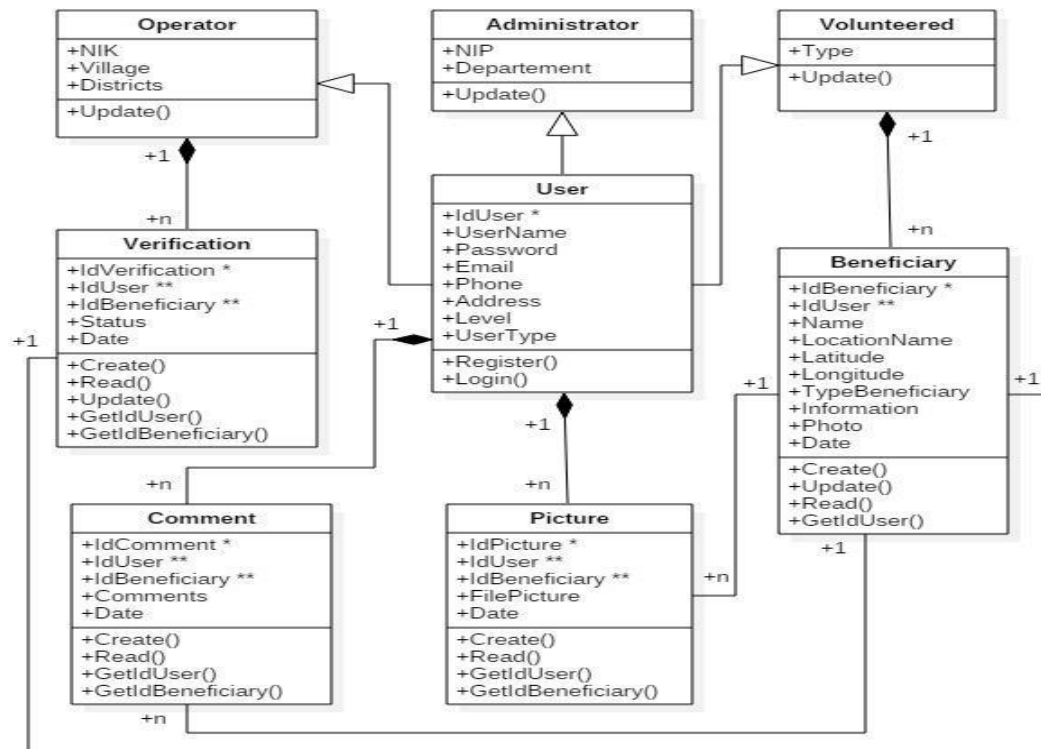 Operator
+NIK
+Village
+Districts
+Update()
Administrator
+NIP
+Departement
+Update()
Volunteered
+Type
+Update()
+1
+n
+1
+n
User
+IdUser *
+UserName
+Password
+Email
+Phone
+Address
+Level
+UserType
+Register()
+Login()
Verification
+IdVerification *
+IdUser **
+IdBeneficiary **
+Status
+Date
+Create()
+Read()
+Update()
+GetIdUser()
+GetIdBeneficiary()
Beneficiary
+IdBeneficiary *
+IdUser **
+Name
+LocationName
+Latitude
+Longitude
+TypeBeneficiary
+Information
+Photo
+Date
+Create()
+Update()
+Read()
+GetIdUser()
+1
+1
+1
+1
+1
+n
+n
+n
+1
Comment
+IdComment *
+IdUser **
+IdBeneficiary **
+Comments
+Date
+Create()
+Read()
+GetIdUser()
+GetIdBeneficiary()
Picture
+IdPicture *
+IdUser **
+IdBeneficiary **
+FilePicture
+Date
+Create()
+Read()
+GetIdUser()
+GetIdBeneficiary()
+n